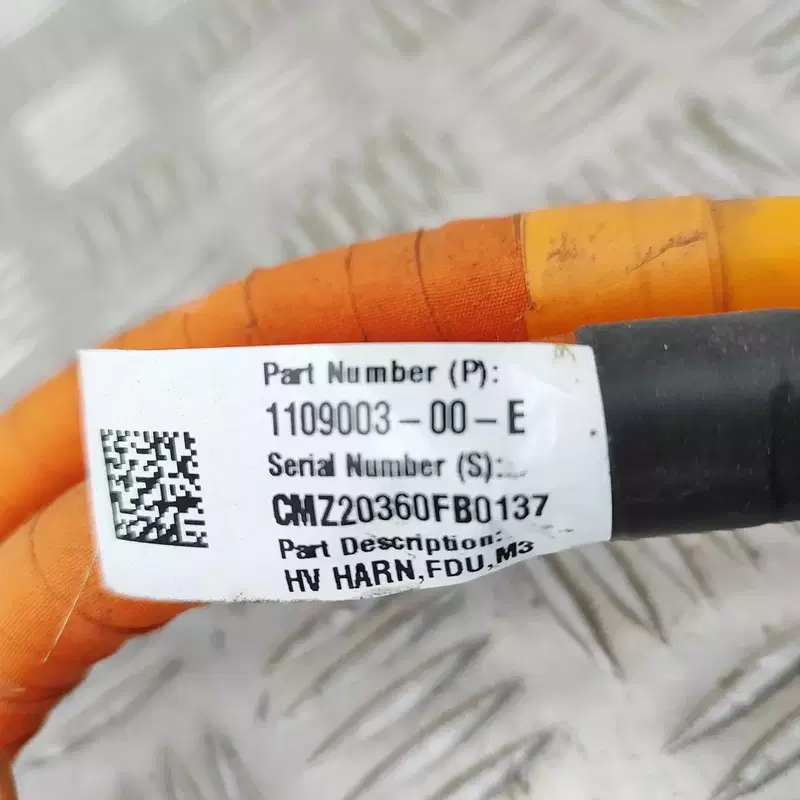 Part Number (P):
1109003-00-E
Serial Number (S):
CMZ20360FB0137
Part Description:
HV HARN,FDU,M3